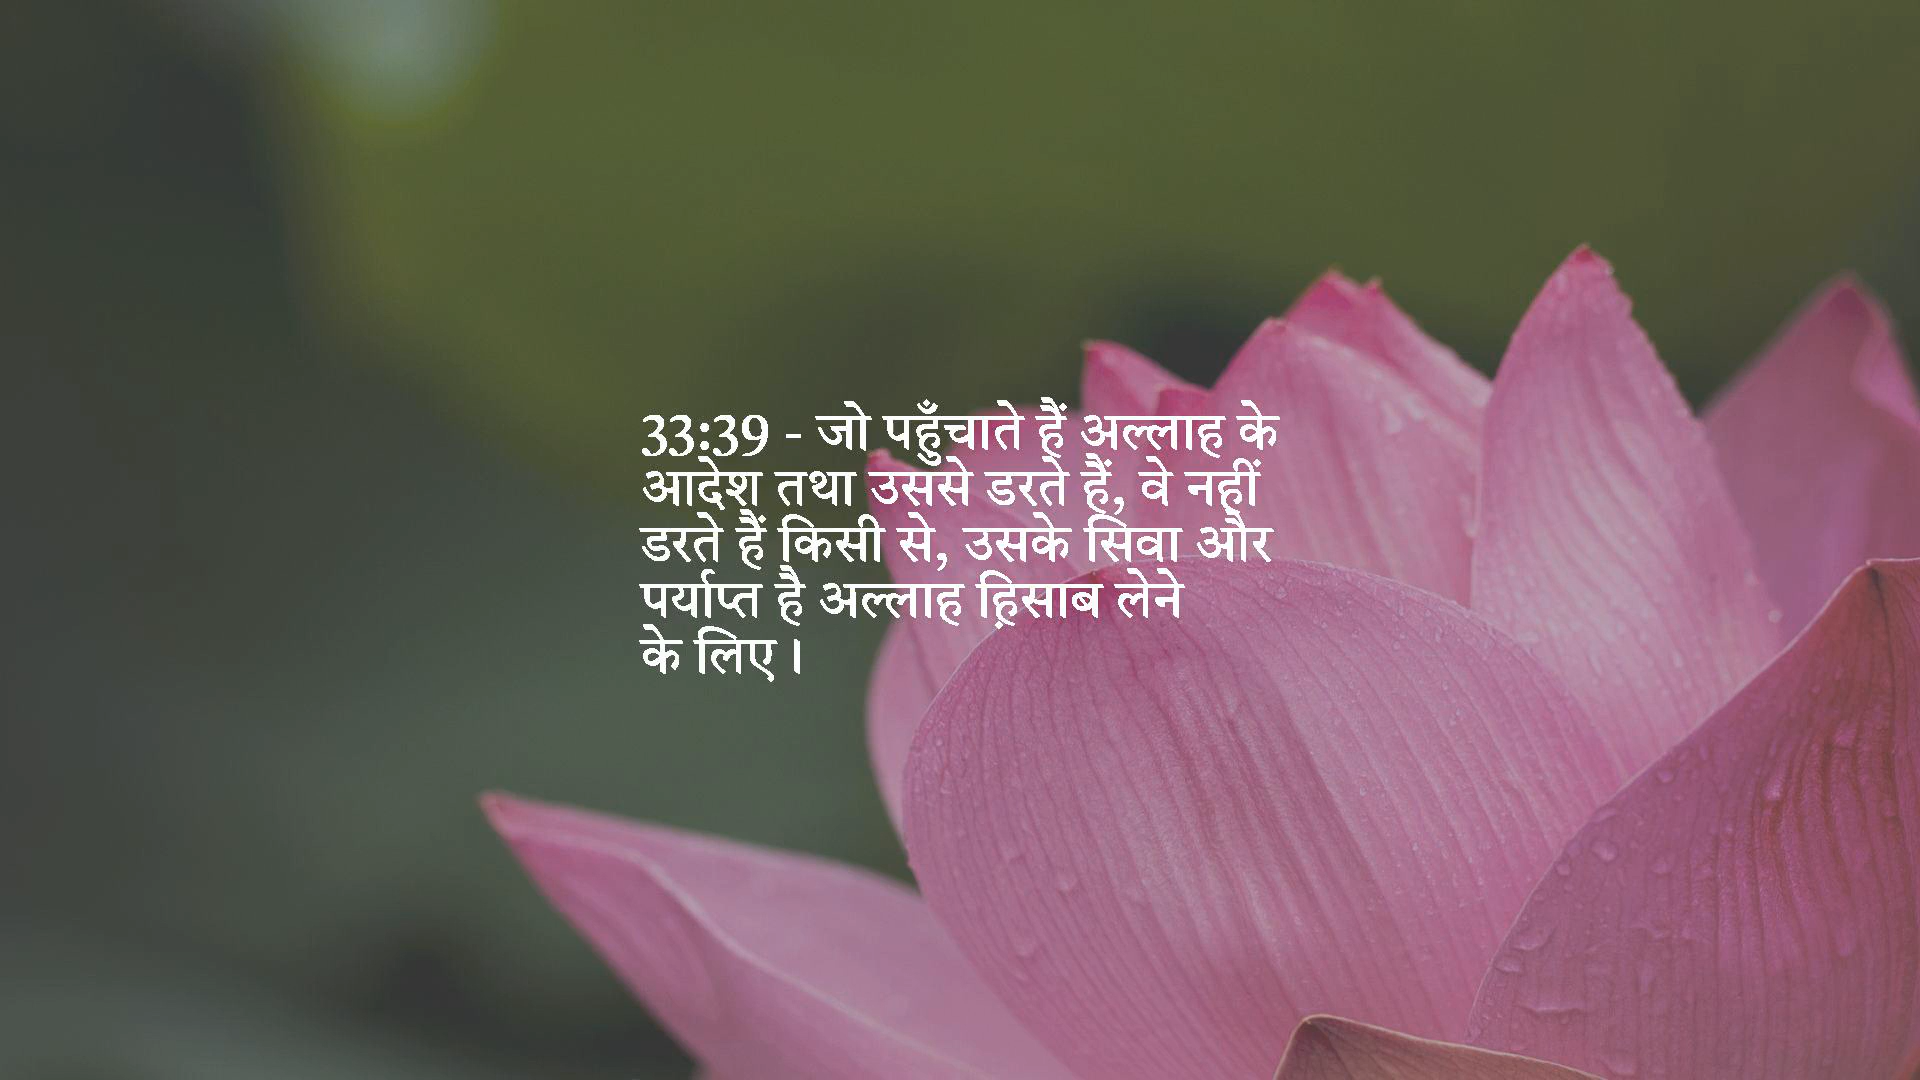 33:39 - जो पहुँचाते हैं अल्लाह के
आदेश तथा उससे डरते हैं, वे नहीं
डरते हैं किसी से, उसके सिवा और
पर्याप्त है अल्लाह ह़िसाब लेने
के लिए।